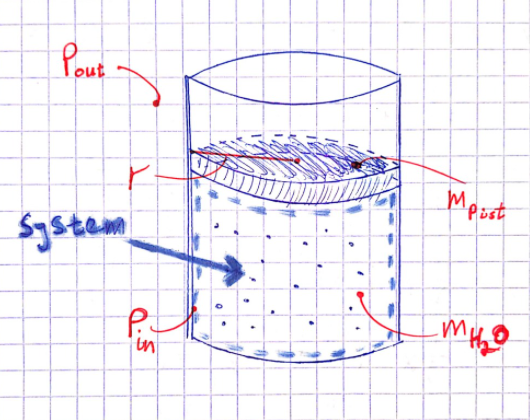 Pout
r
mpist
System
Pin
mH2O